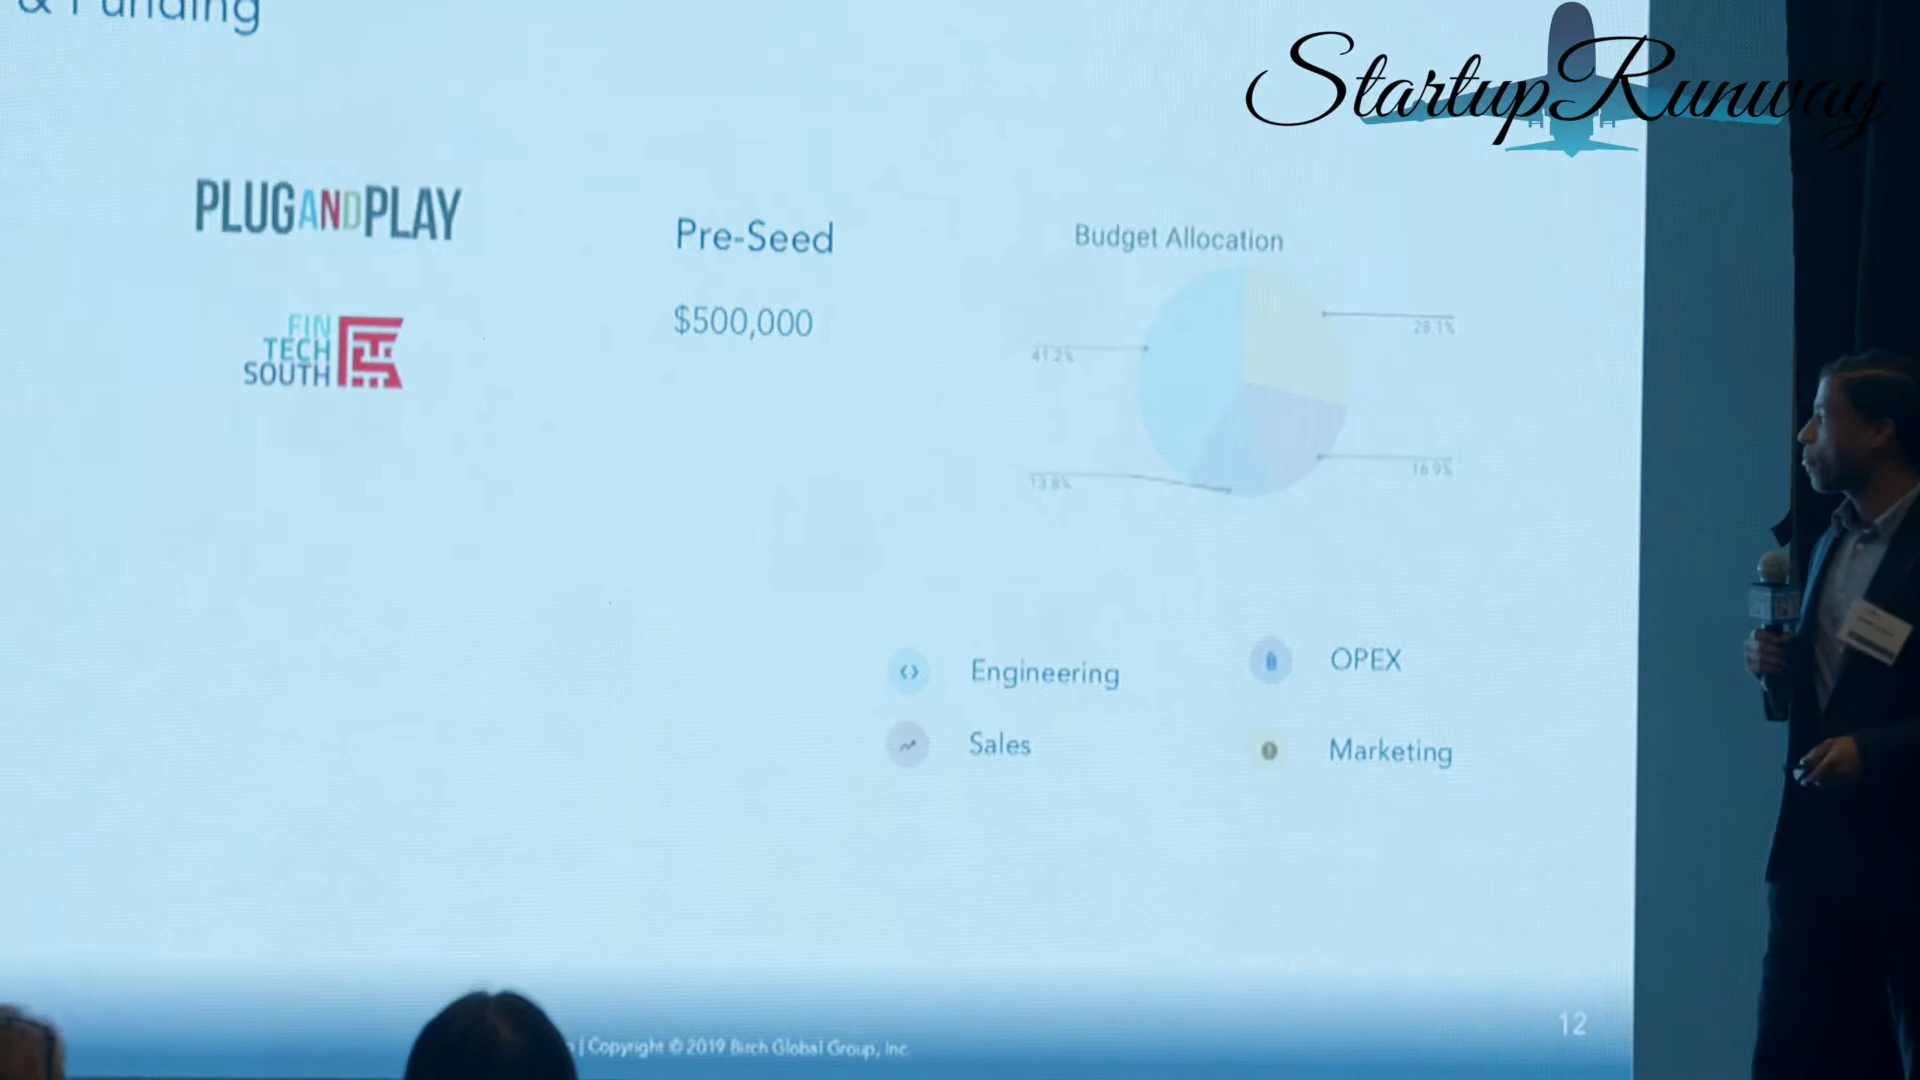 & Funding
StartupRunway
PLUGANDPLAY
FIN
TECH
SOUTH
Pre-Seed
$500,000
Budget Allocation
28.1%
41.2%
16.9%
13.8%
Engineering
OPEX
Sales
Marketing
12
| Copyright © 2019 Birch Global Group, Inc